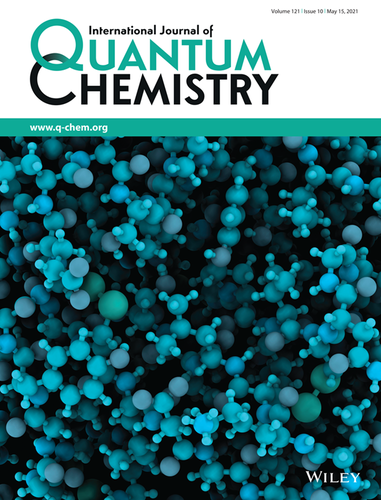 Volume 121 | Issue 10 | May 15, 2021
International Journal of
QUANTUM
CHEMISTRY
www.q-chem.org
WILEY